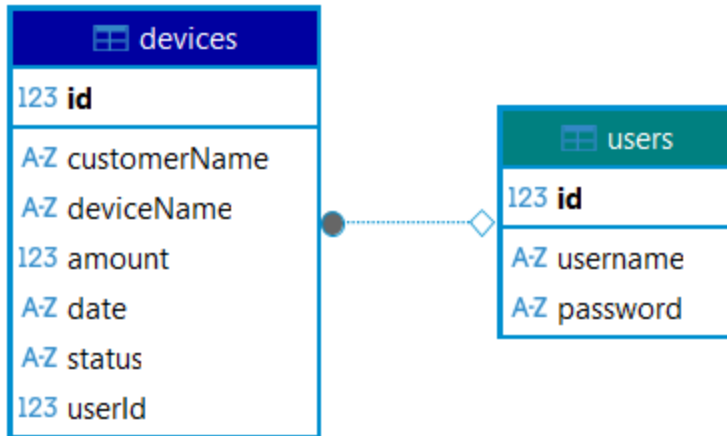 devices
123 id
A-Z customerName
A-Z deviceName
123 amount
A-Z date
A-Z status
123 userId
users
123 id
A-Z username
A-Z password